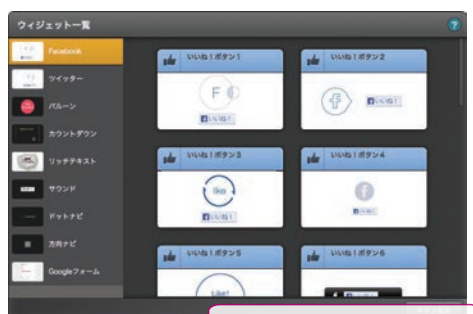 ウィジェット一覧
?
Facebook
ツイッター
バルーン
カウントダウン
リッチテキスト
サウンド
ドットナビ
方向ナビ
Googleフォーム
いいね！ボタン1
F
いいね！
いいね！ボタン2
f
いいね！
いいね！ボタン3
like
いいね！
いいね！ボタン4
f
いいね！
いいね！ボタン5
Like!
いいね！ボタン6